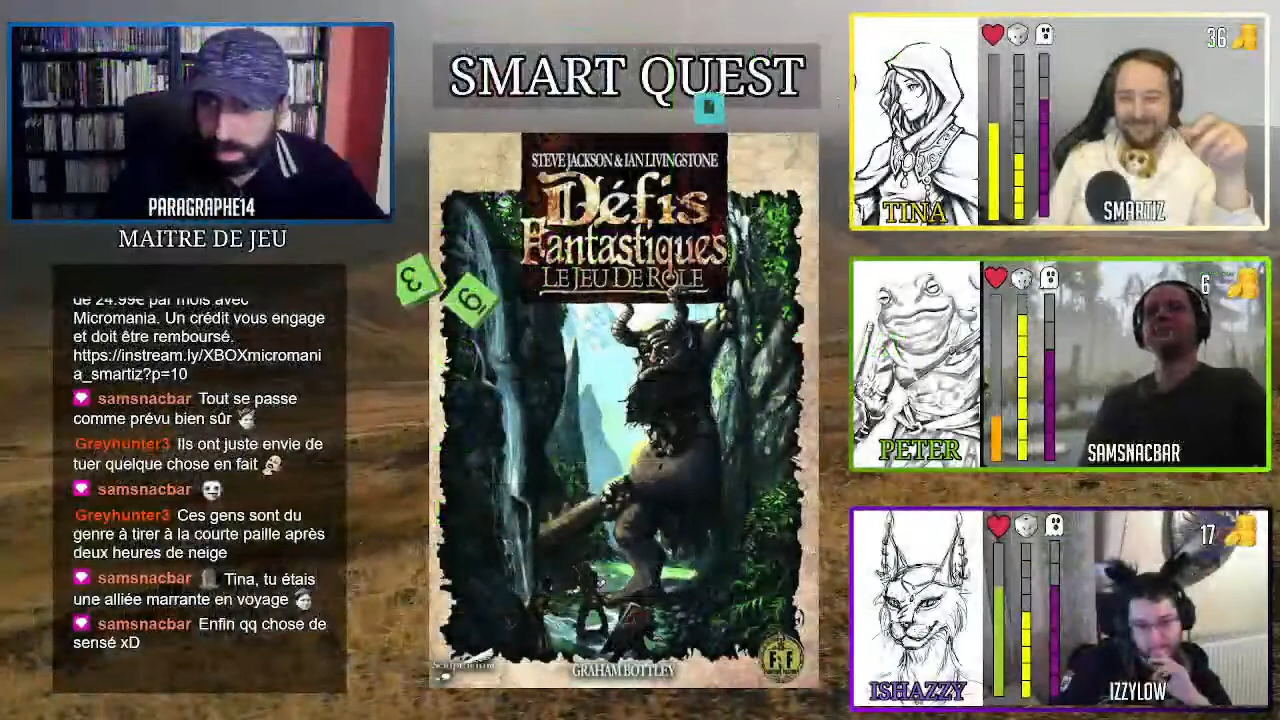 PARAGRAPHE14
MAITRE DE JEU
de 24.99€ par mois avec
Micromania. Un crédit vous engage
et doit être remboursé.
https://instream.ly/XBOXmicromani
a_smartiz?p=10
samsnacbar Tout se passe
comme prévu bien sûr
Greyhunter3 Ils ont juste envie de
tuer quelque chose en fait
samsnacbar
Greyhunter3 Ces gens sont du
genre à tirer à la courte paille après
deux heures de neige
samsnacbar Tina, tu étais
une alliée marrante en voyage
samsnacbar Enfin qq chose de
sensé xD
SMART QUEST
STEVE JACKSON & IAN LIVINGSTONE
Défis
Fantastiques
LE JEU DE RÔLE
3
6
GRAHAM BOTTLEY
Scriptarium
FF
36
TINA
SMARTIZ
6
PETER
SAMSNACBAR
17
ISHAZZY
IZZYLOW